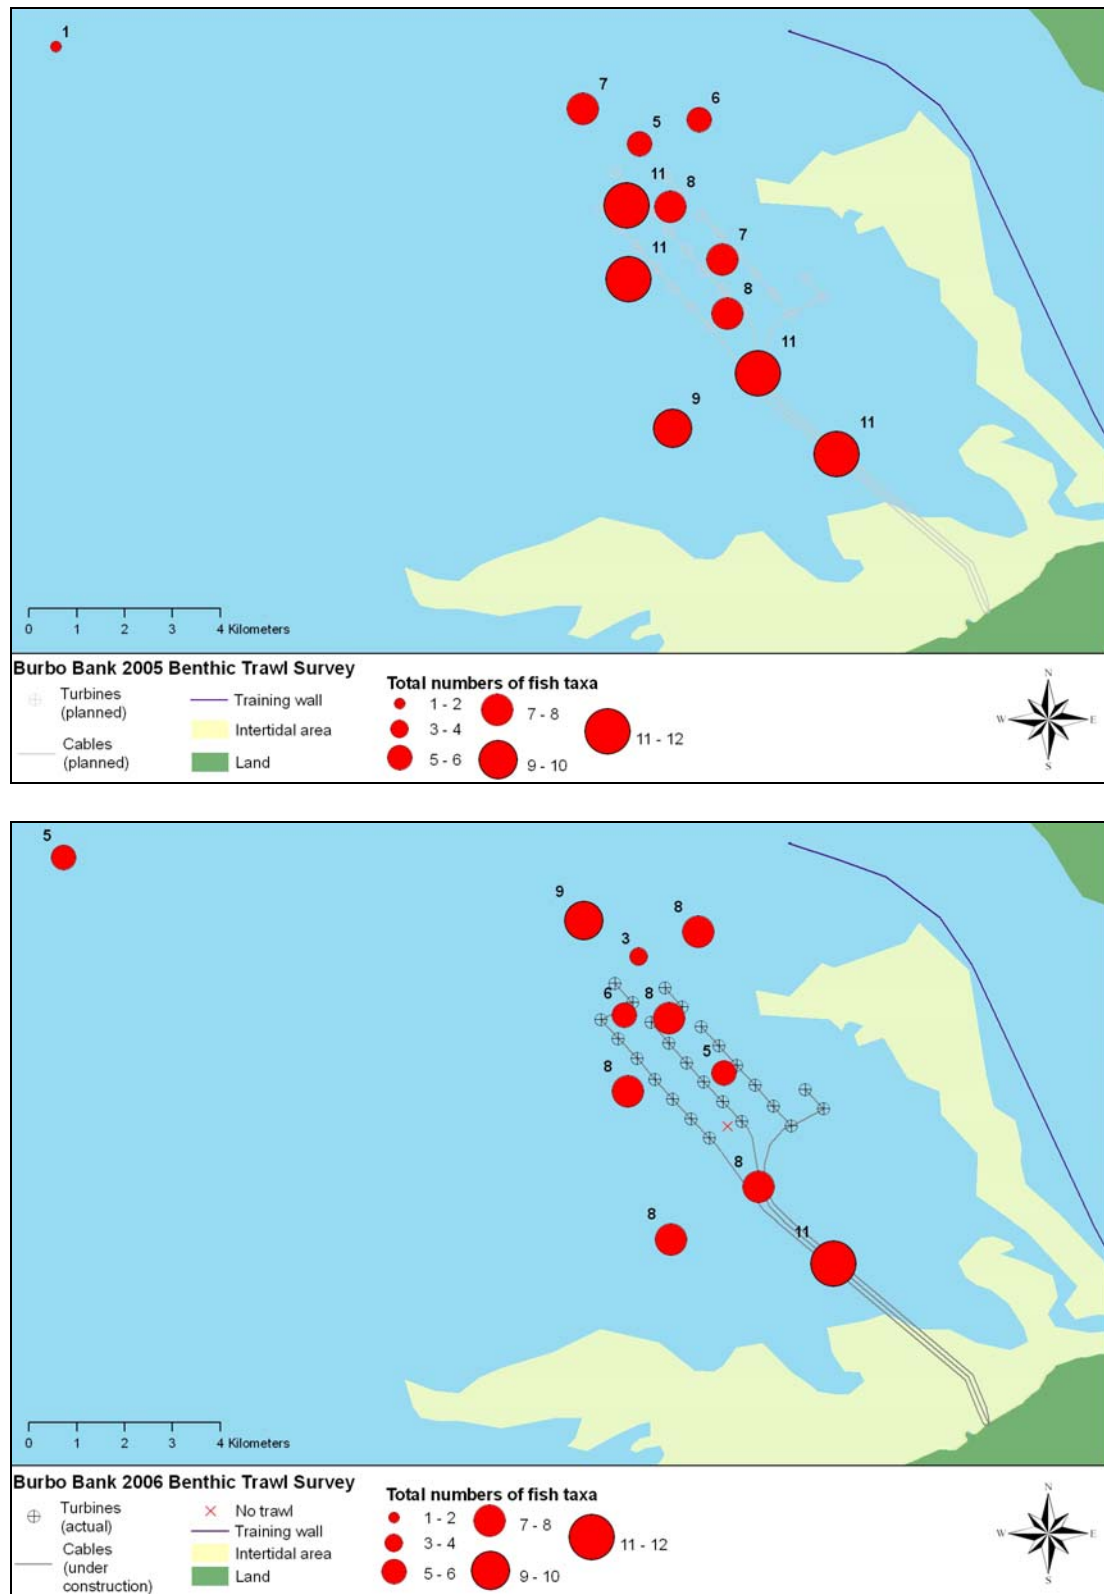 1
7
6
5
11
8
11
7
8
11
9
11
0 1 2 3 4 Kilometers
Burbo Bank 2005 Benthic Trawl Survey
Turbines
(planned)
Cables
(planned)
Training wall
Intertidal area
Land
Total numbers of fish taxa
1 - 2
3 - 4
5 - 6
7 - 8
9 - 10
11 - 12
N
W E
S
5
9
8
3
6 8
5
8
8
8
11
0 1 2 3 4 Kilometers
Burbo Bank 2006 Benthic Trawl Survey
Turbines
(actual)
Cables
(under
construction)
No trawl
Training wall
Intertidal area
Land
Total numbers of fish taxa
1 - 2
3 - 4
5 - 6
7 - 8
9 - 10
11 - 12
N
W E
S